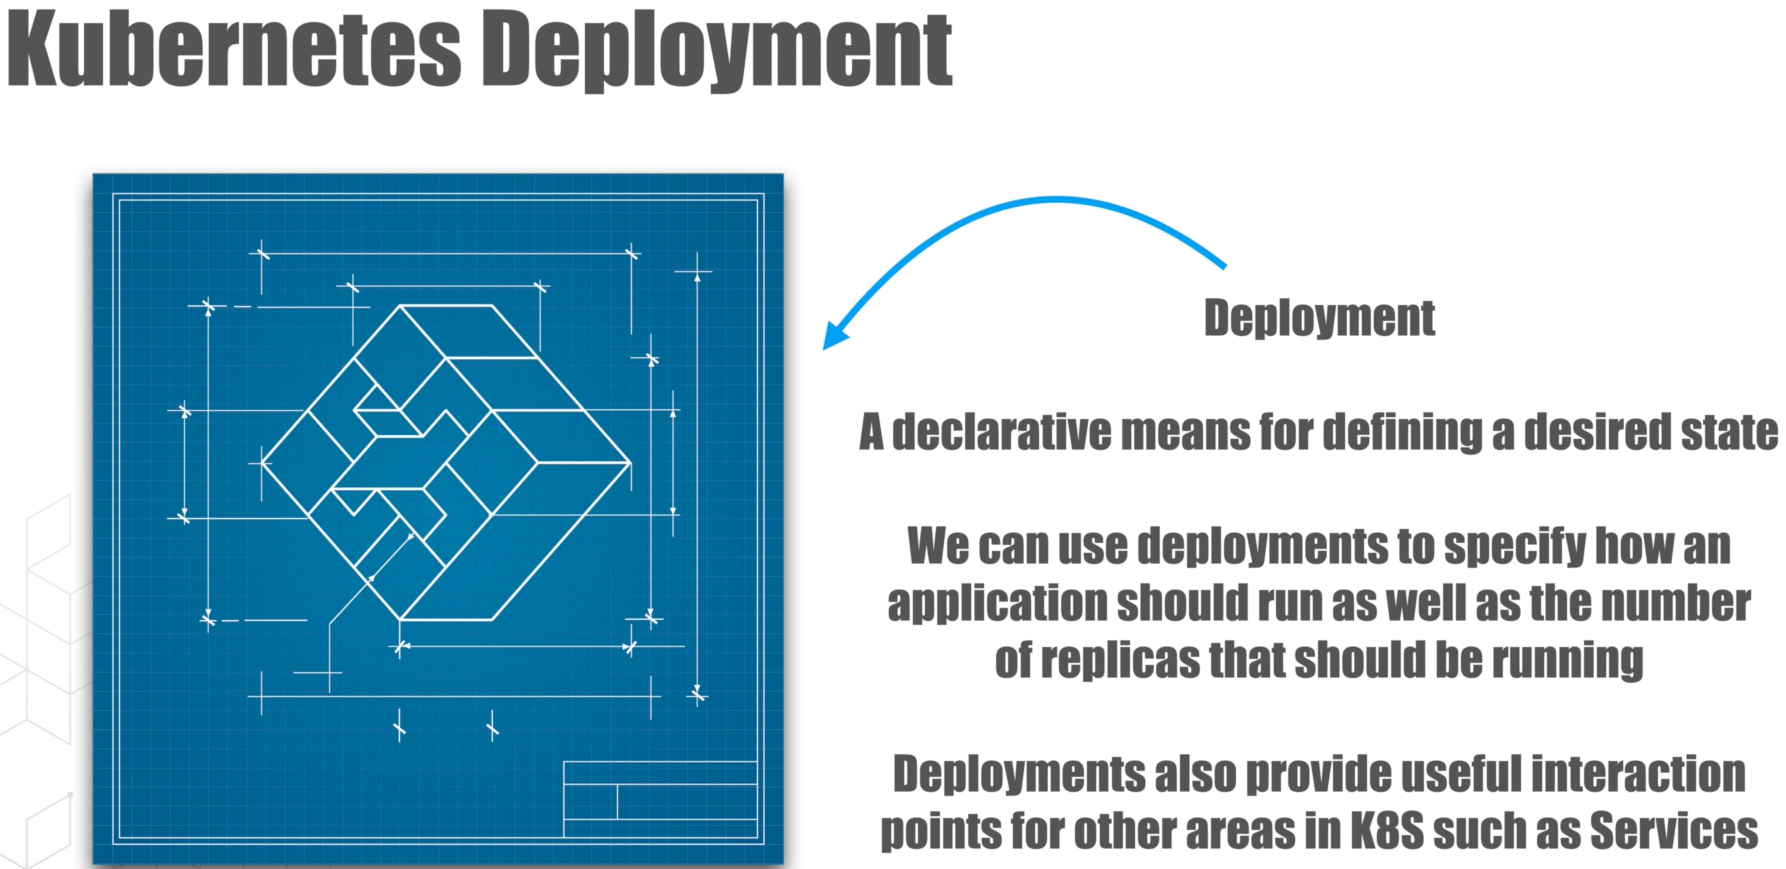 Kubernetes Deployment
Deployment
A declarative means for defining a desired state
We can use deployments to specify how an
application should run as well as the number
of replicas that should be running
Deployments also provide useful interaction
points for other areas in K8S such as Services